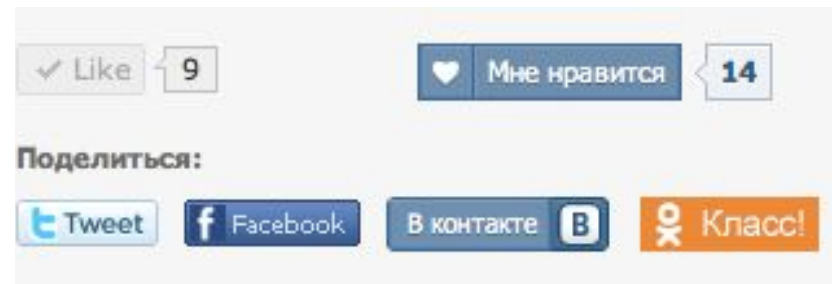 Like 9 Мне нравится 14
Поделиться:
Tweet f Facebook В контакте В Класс!